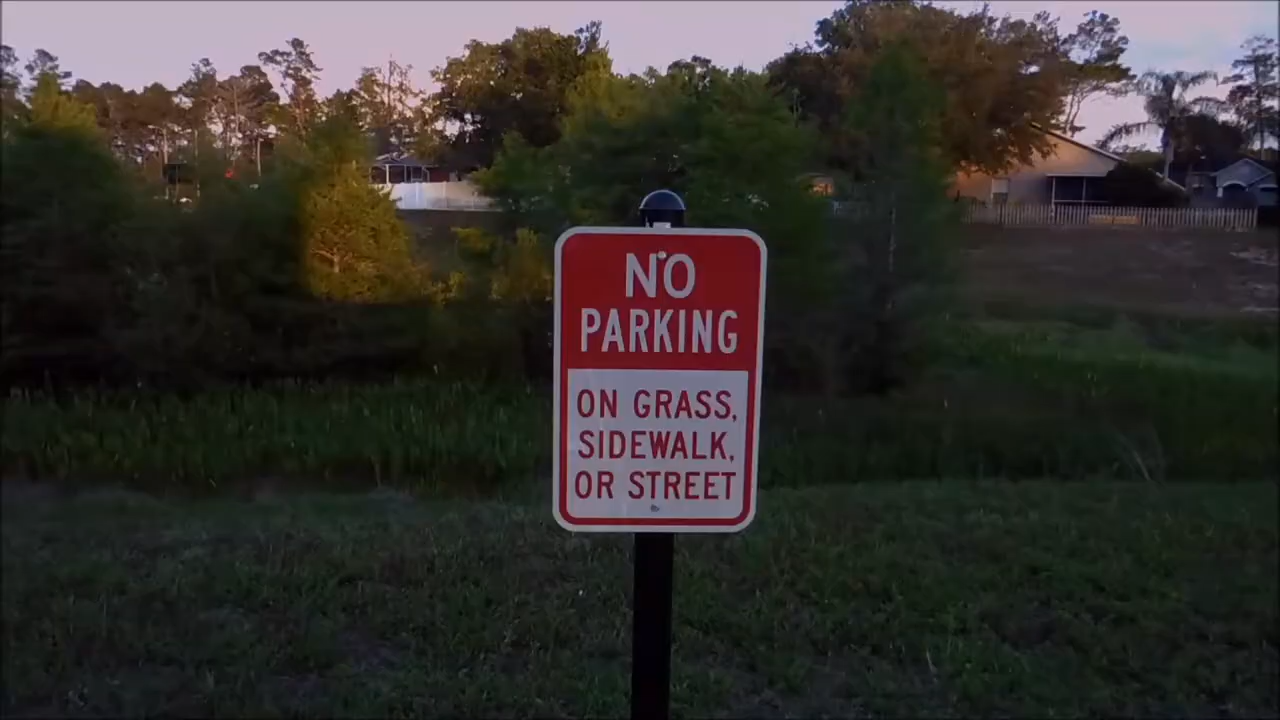 NO
PARKING
ON GRASS,
SIDEWALK,
OR STREET